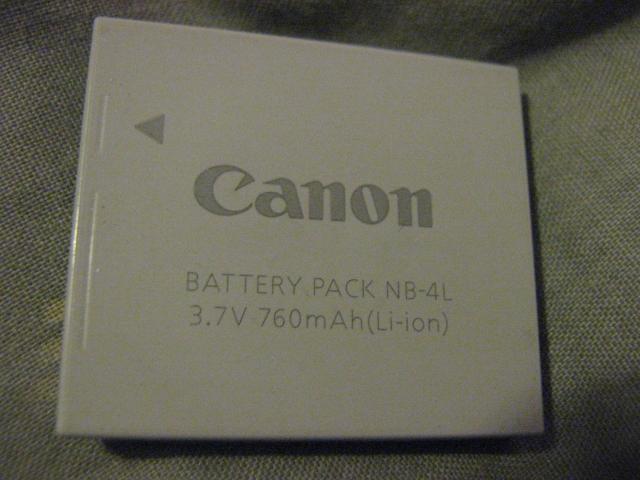 Canon
BATTERY PACK NB-4L
3.7V 760mAh(Li-ion)